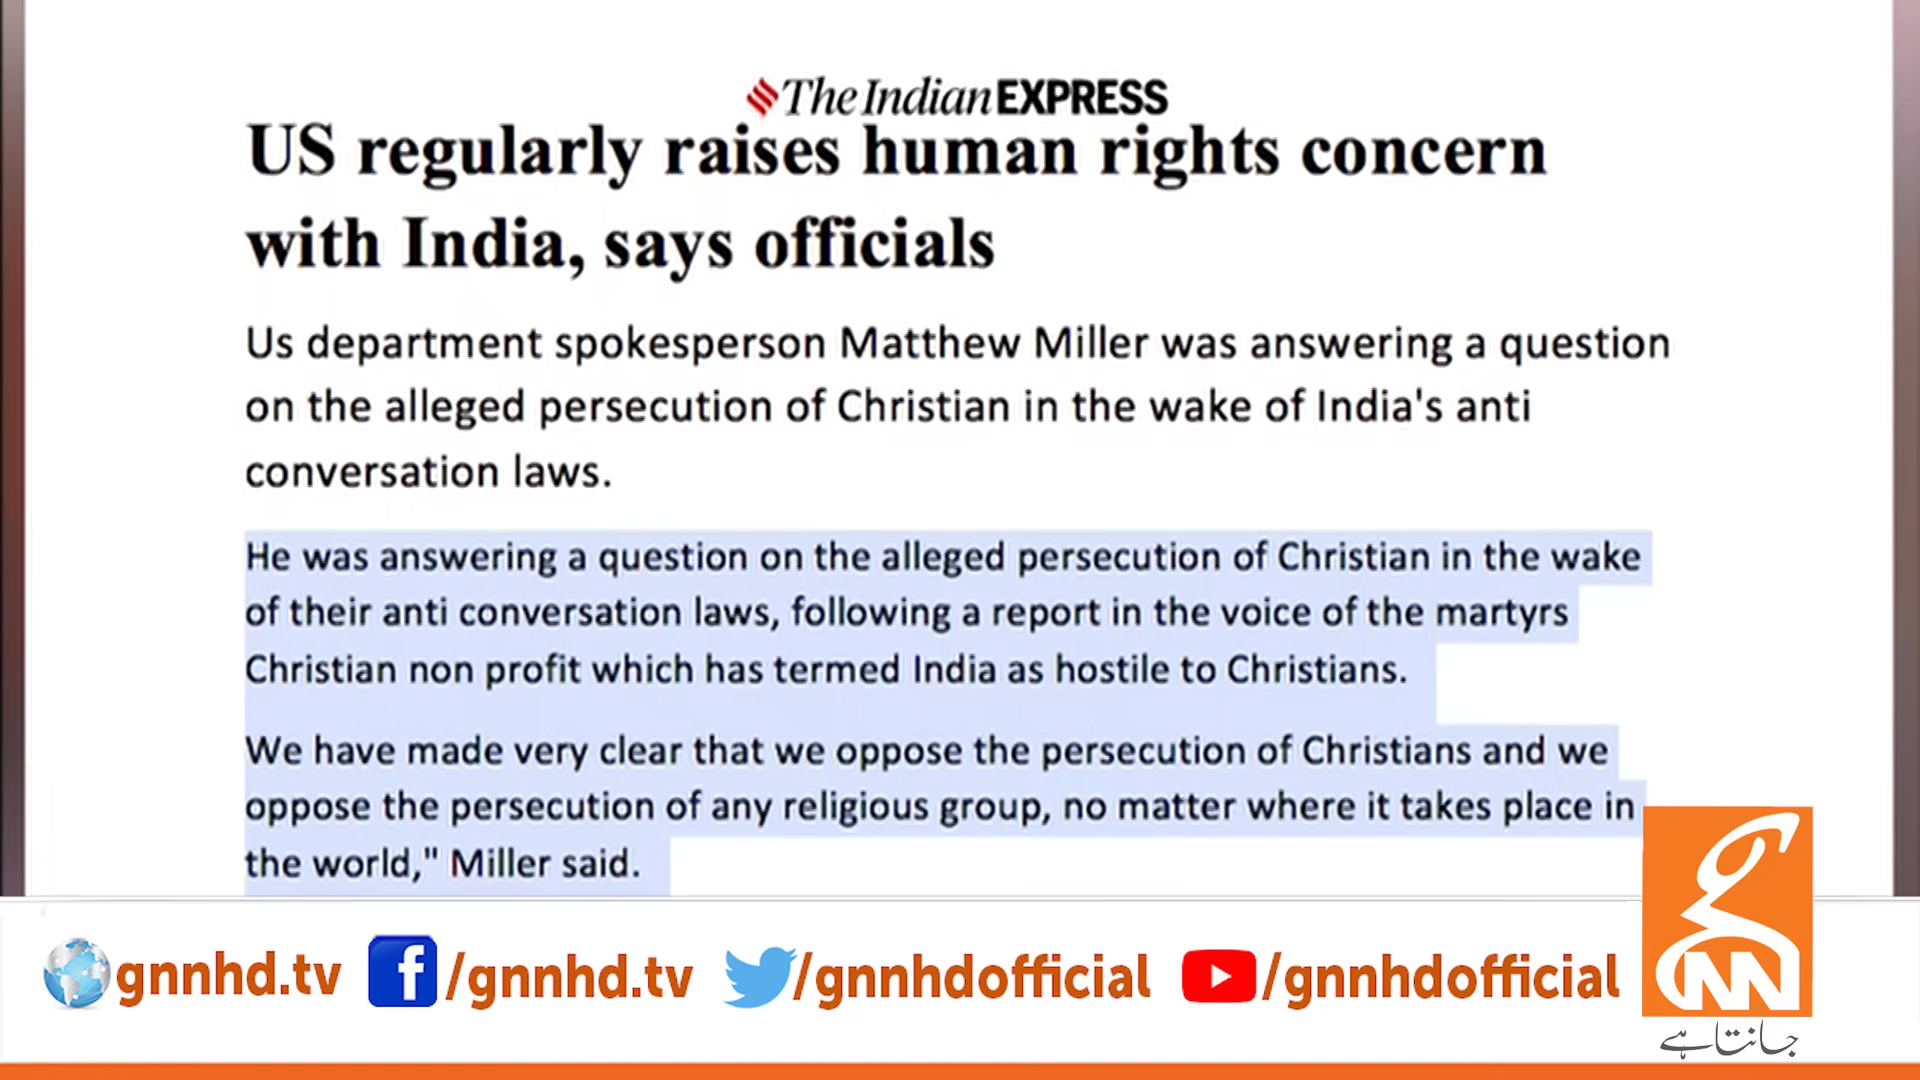 The Indian EXPRESS
US regularly raises human rights concern
with India, says officials
Us department spokesperson Matthew Miller was answering a question
on the alleged persecution of Christian in the wake of India's anti
conversation laws.
He was answering a question on the alleged persecution of Christian in the wake
of their anti conversation laws, following a report in the voice of the martyrs
Christian non profit which has termed India as hostile to Christians.
We have made very clear that we oppose the persecution of Christians and we
oppose the persecution of any religious group, no matter where it takes place in
the world," Miller said.
gnnhd.tv f/gnnhd.tv /gnnhdofficial /gnnhdofficial
GNN
جانتا ہے